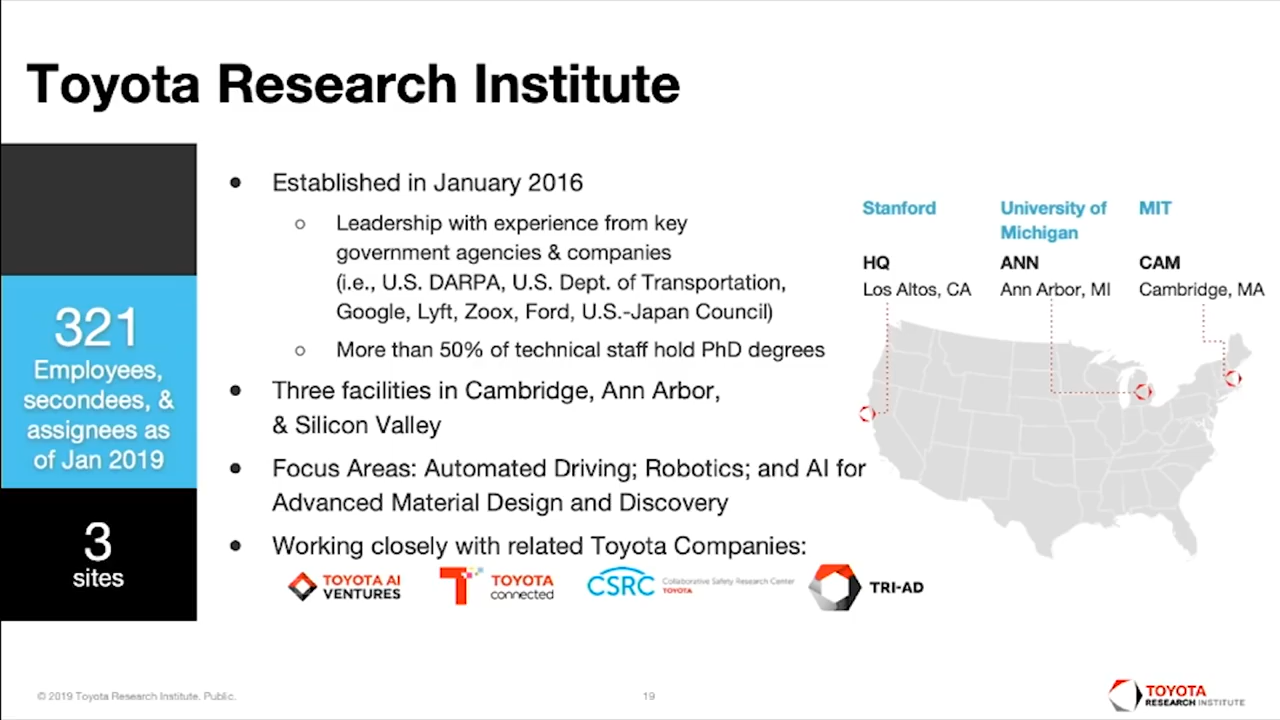 Toyota Research Institute
321
Employees,
secondees, &
assignees as
of Jan 2019
3
sites
● Established in January 2016
○ Leadership with experience from key
government agencies & companies
(i.e., U.S. DARPA, U.S. Dept. of Transportation,
Google, Lyft, Zoox, Ford, U.S.-Japan Council)
○ More than 50% of technical staff hold PhD degrees
● Three facilities in Cambridge, Ann Arbor,
& Silicon Valley
● Focus Areas: Automated Driving; Robotics; and AI for
Advanced Material Design and Discovery
● Working closely with related Toyota Companies:
TOYOTA AI
VENTURES
TOYOTA
connected
CSRC
Collaborative Safety Research Center
TOYOTA
TRI-AD
Stanford
HQ
Los Altos, CA
University of
Michigan
ANN
Ann Arbor, MI
MIT
CAM
Cambridge, MA
© 2019 Toyota Research Institute. Public.
19
TOYOTA
RESEARCH INSTITUTE